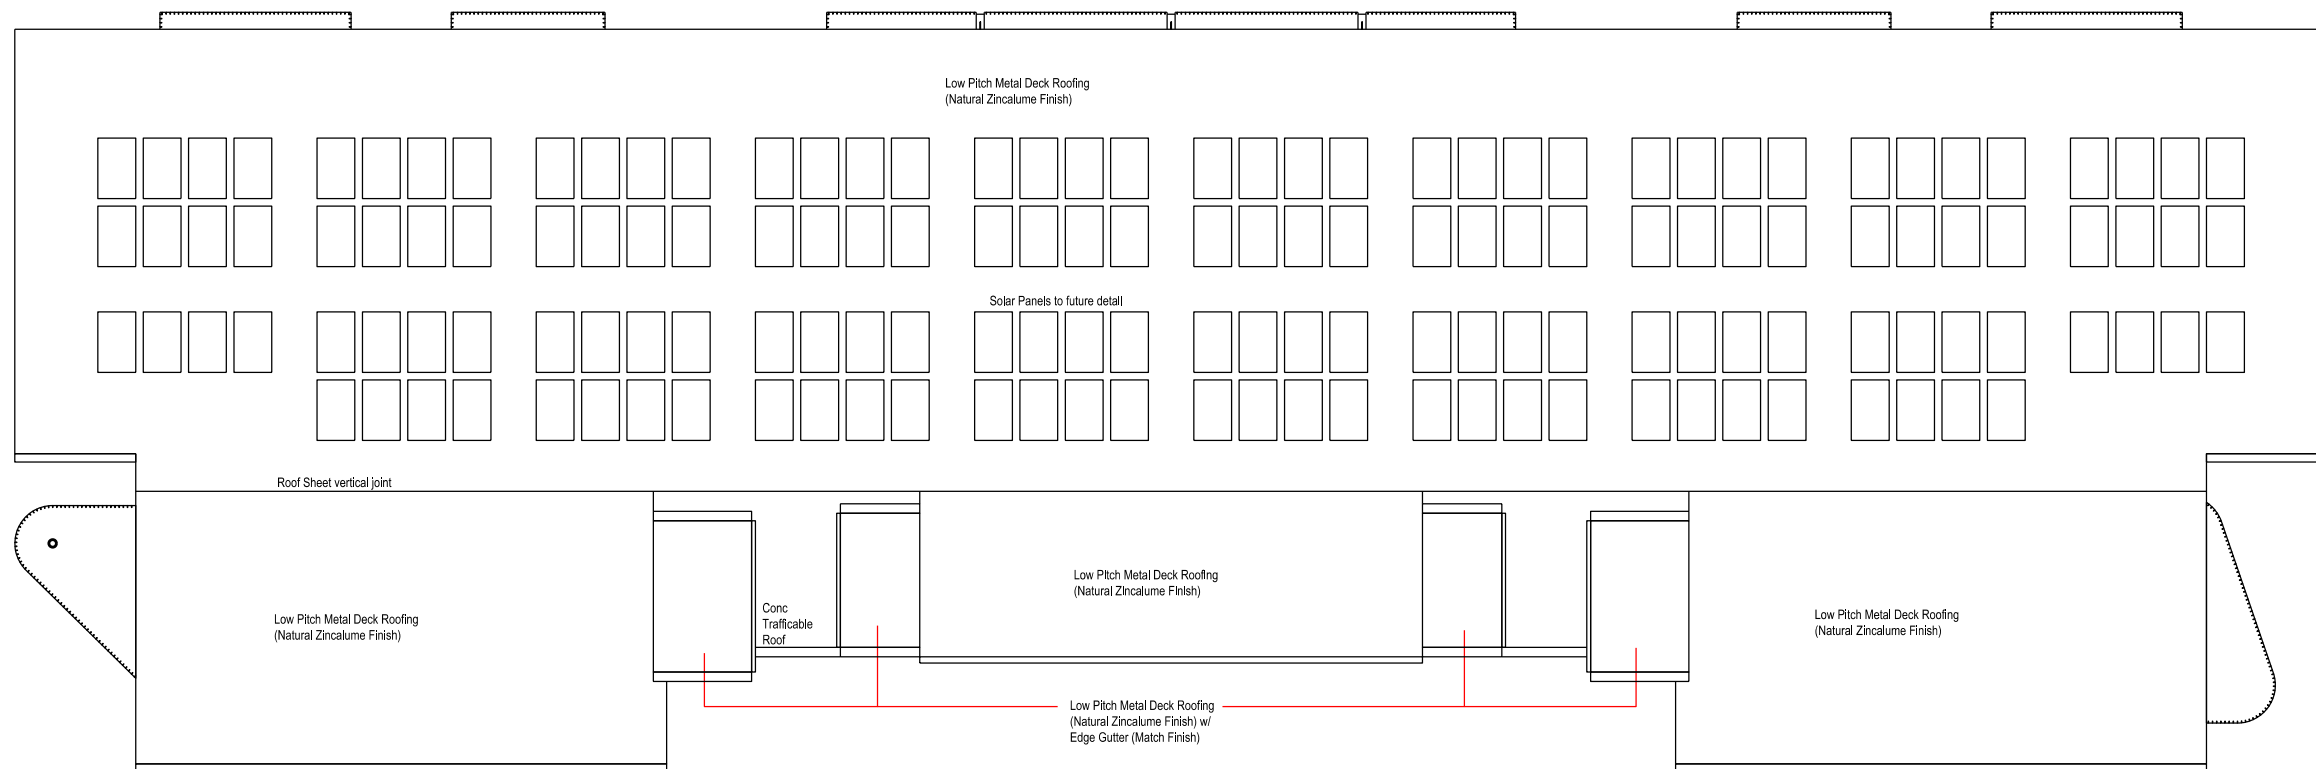 Low Pitch Metal Deck Roofing
(Natural Zincalume Finish)
Solar Panels to future detail
Roof Sheet vertical joint
Low Pitch Metal Deck Roofing
(Natural Zincalume Finish)
Conc
Trafficable
Roof
Low Pitch Metal Deck Roofing
(Natural Zincalume Finish)
Low Pitch Metal Deck Roofing
(Natural Zincalume Finish)
Low Pitch Metal Deck Roofing
(Natural Zincalume Finish) w/
Edge Gutter (Match Finish)